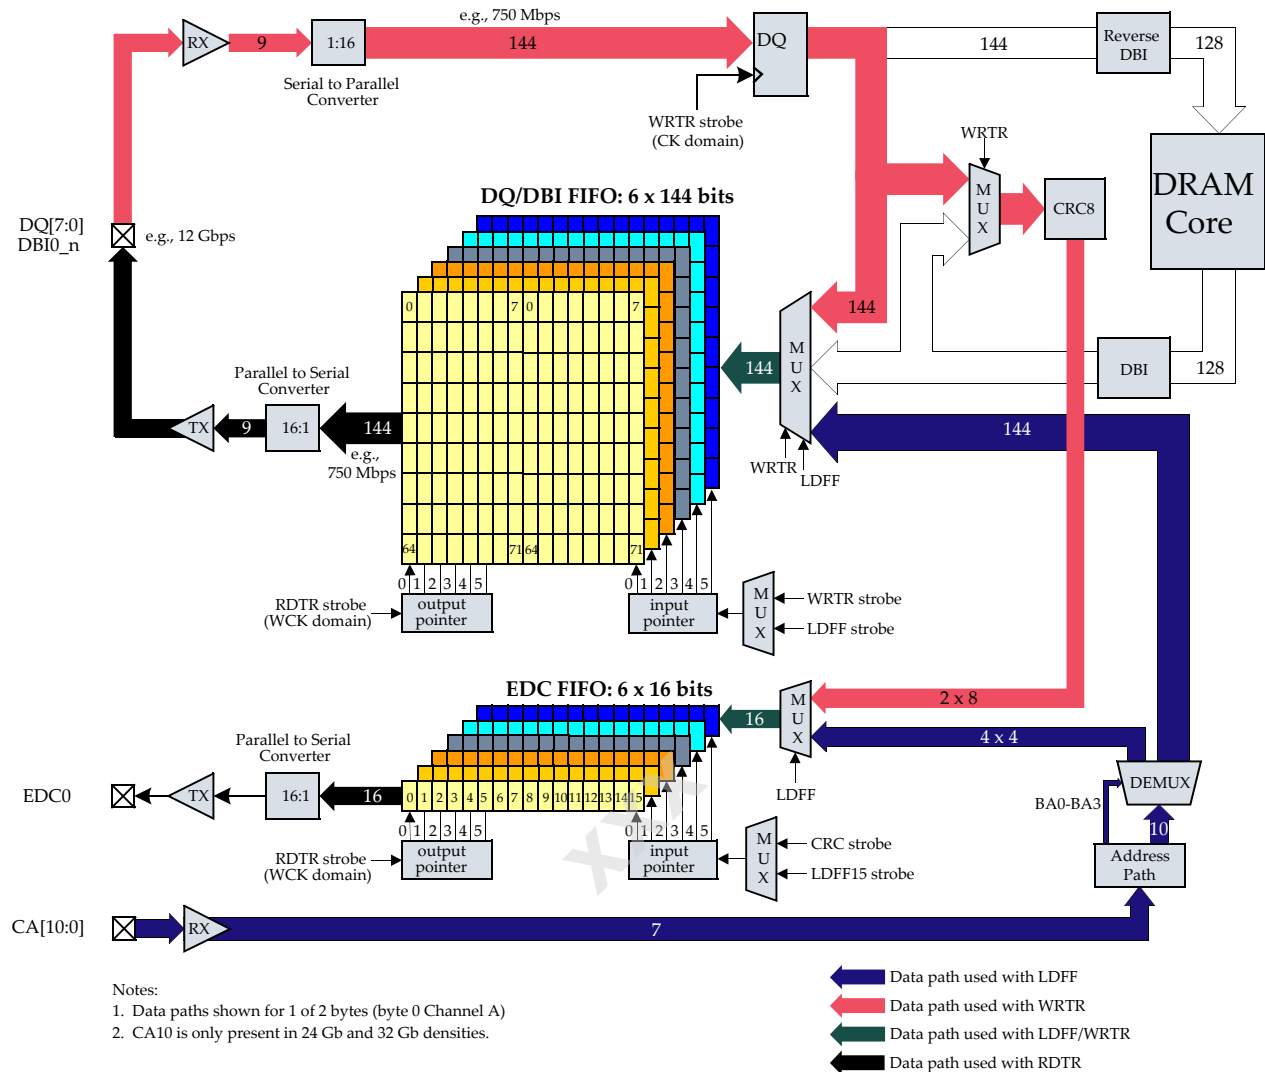 e.g., 750 Mbps
RX
9
1:16
144
DQ
144
Reverse
DBI
128
Serial to Parallel
Converter
WRTR strobe
(CK domain)
WRTR
MUX
CRC8
DRAM
Core
DQ/DBI FIFO: 6 x 144 bits
DQ[7:0]
DBI0_n
e.g., 12 Gbps
0
7
0
7
144
MUX
144
DBI
128
Parallel to Serial
Converter
TX
9
16:1
144
e.g.,
750 Mbps
144
WRTR
LDFF
64
71
64
71
0 1 2 3 4 5
0 1 2 3 4 5
RDTR strobe
(WCK domain)
output
pointer
input
pointer
MUX
WRTR strobe
LDFF strobe
EDC FIFO: 6 x 16 bits
MUX
16
2 x 8
4 x 4
LDFF
Parallel to Serial
Converter
EDC0
TX
16:1
16
0 1 2 3 4 5 6 7 8 9 10 11 12 13 14 15
DEMUX
BA0-BA3
10
0 1 2 3 4 5
0 1 2 3 4 5
RDTR strobe
(WCK domain)
output
pointer
input
pointer
MUX
CRC strobe
LDFF15 strobe
Address
Path
xxx
CA[10:0]
RX
7
Notes:
1. Data paths shown for 1 of 2 bytes (byte 0 Channel A)
2. CA10 is only present in 24 Gb and 32 Gb densities.
Data path used with LDFF
Data path used with WRTR
Data path used with LDFF/WRTR
Data path used with RDTR